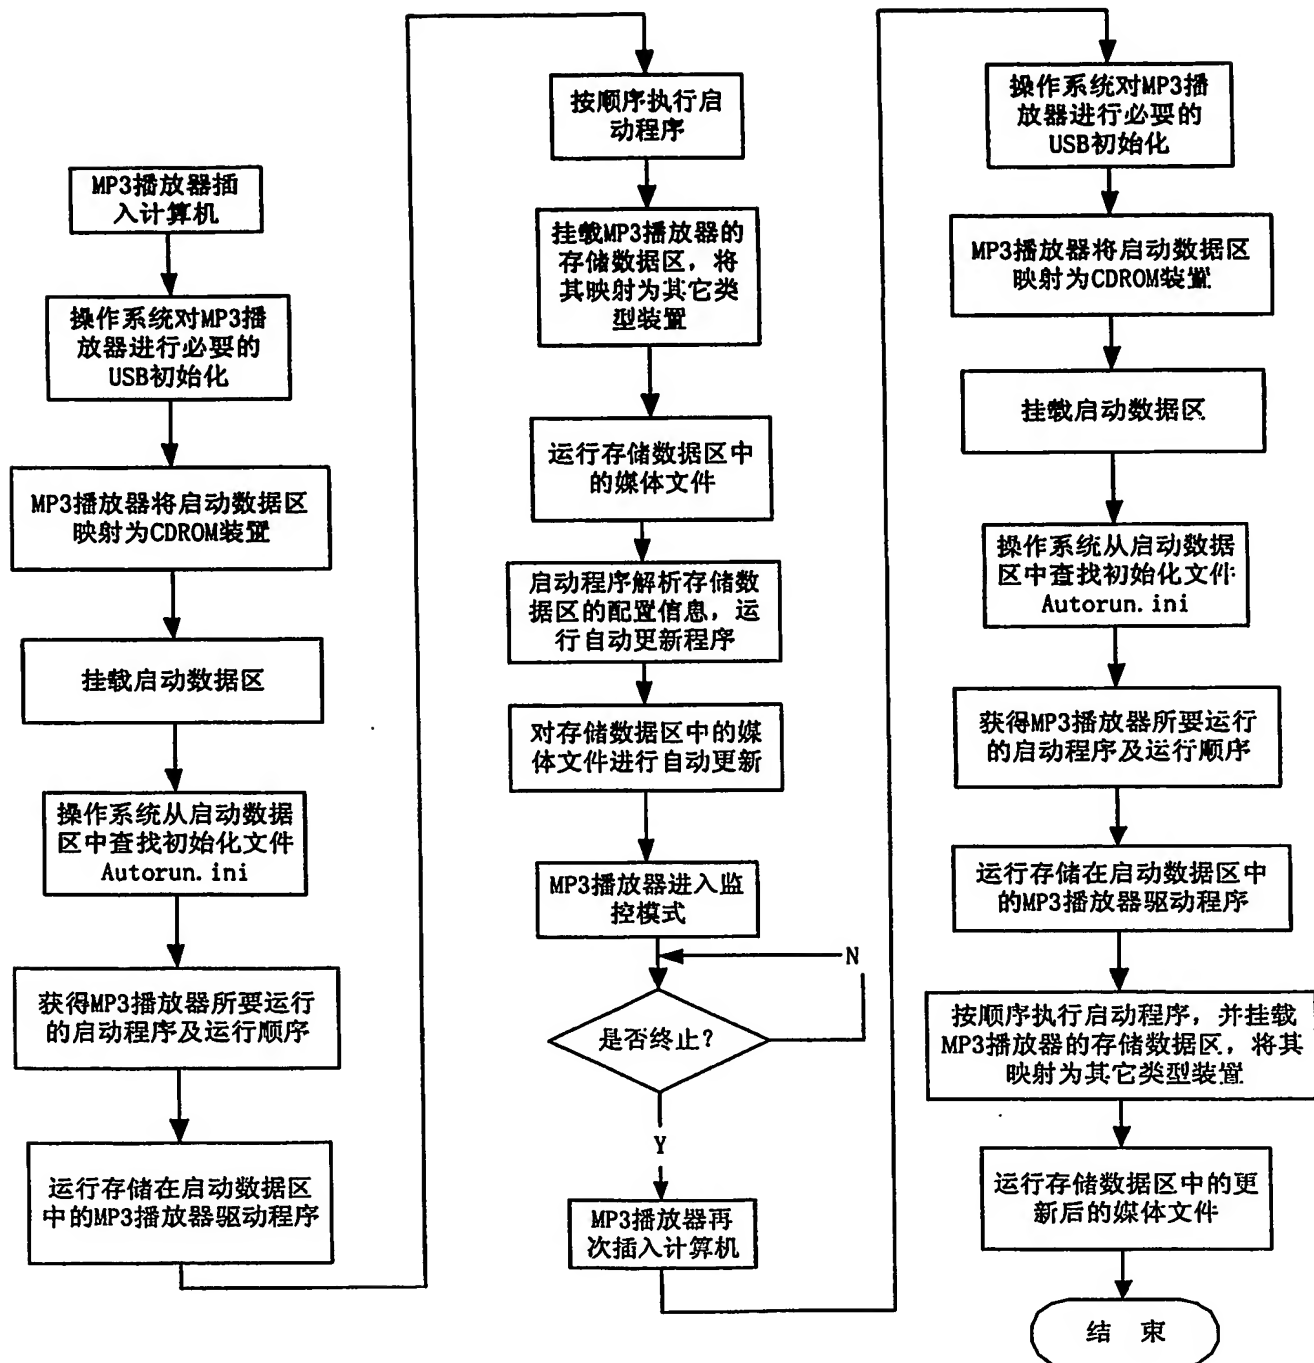 MP3播放器插
入计算机
操作系统对MP3播
放器进行必要的
USB初始化
MP3播放器将启动数据区
映射为CDROM装置
挂载启动数据区
操作系统从启动数据
区中查找初始化文件
Autorun.ini
获得MP3播放器所要运行
的启动程序及运行顺序
运行存储在启动数据区
中的MP3播放器驱动程序
按顺序执行启
动程序
挂载MP3播放器的
存储数据区，将
其映射为其它类
型装置
运行存储数据区中
的媒体文件
启动程序解析存储数
据区的配置信息，运
行自动更新程序
对存储数据区中的媒
体文件进行自动更新
MP3播放器进入监
控模式
N
是否终止?
Y
MP3播放器再
次插入计算机
操作系统对MP3播
放器进行必要的
USB初始化
MP3播放器将启动数据区
映射为CDROM装置
挂载启动数据区
操作系统从启动数据
区中查找初始化文件
Autorun.ini
获得MP3播放器所要运行
的启动程序及运行顺序
运行存储在启动数据区中
的MP3播放器驱动程序
按顺序执行启动程序，并挂载
MP3播放器的存储数据区，将其
映射为其它类型装置
运行存储数据区中的更
新后的媒体文件
结 束